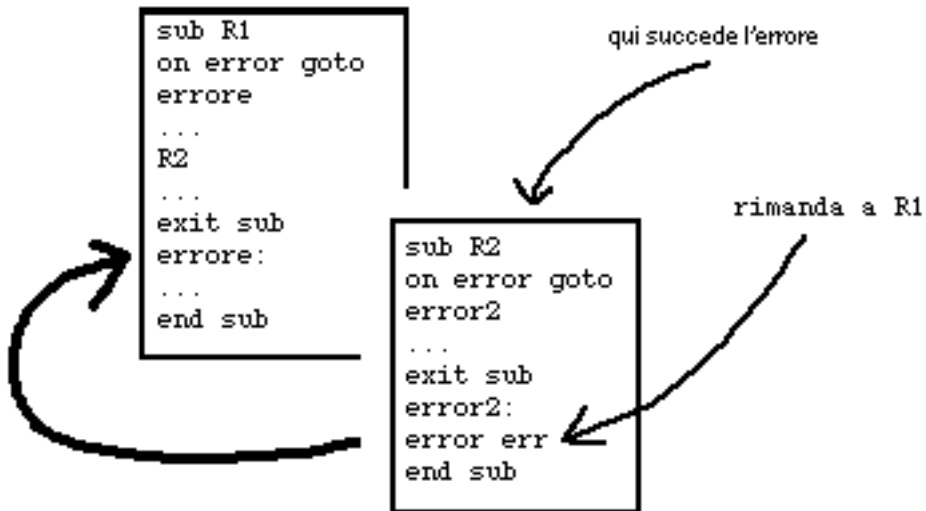 sub R1
on error goto
errore
...
R2
...
exit sub
errore:
...
end sub
qui succede l'errore
sub R2
on error goto
error2
...
exit sub
error2:
error err
end sub
rimanda a R1